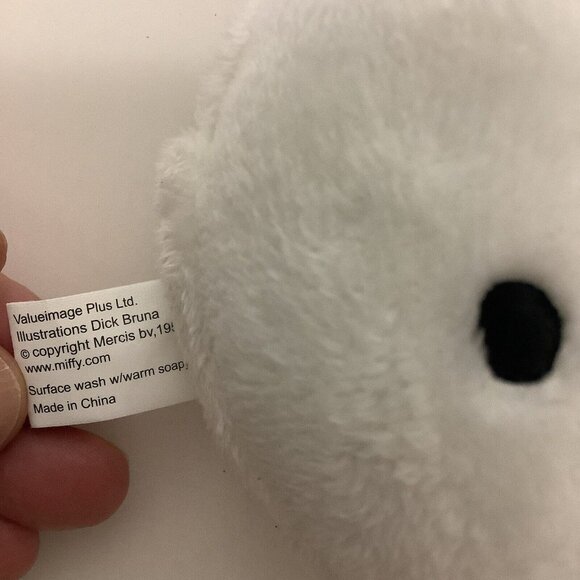 Valueimage Plus Ltd.
Illustrations Dick Bruna
© copyright Mercis bv,19
www.miffy.com
Surface wash w/warm soap,
Made in China